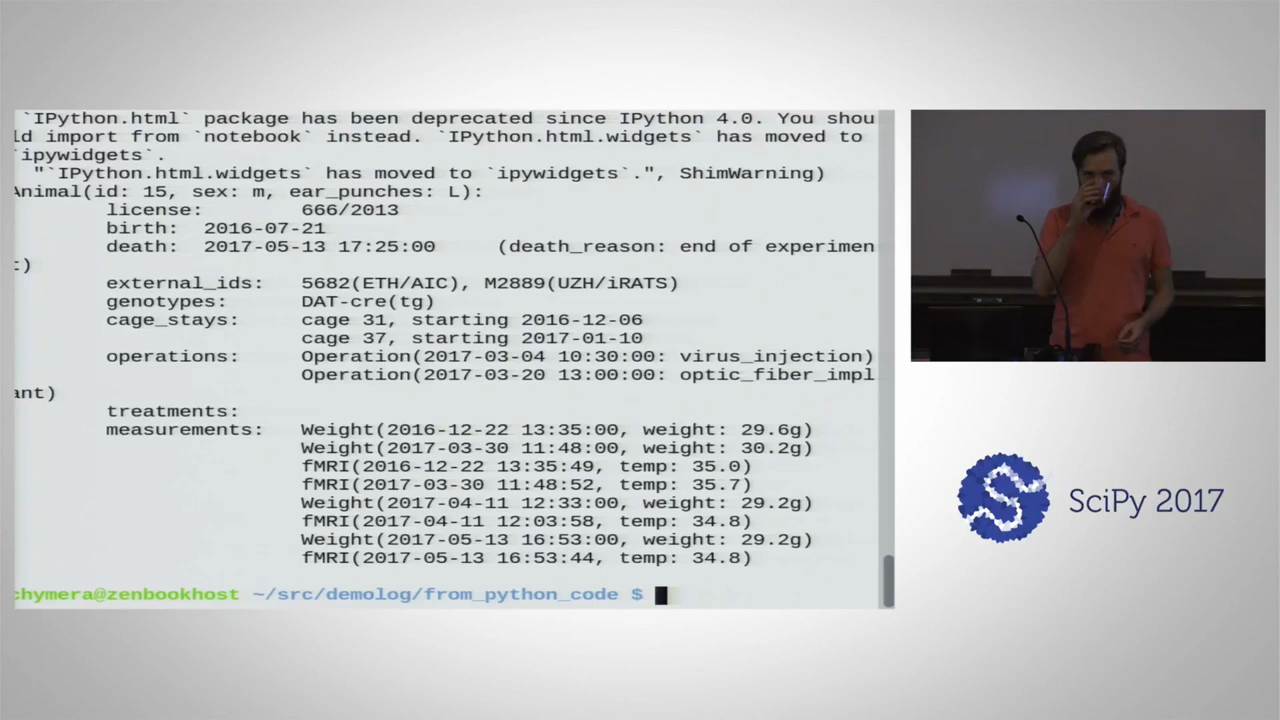 `IPython.html` package has been deprecated since IPython 4.0. You shou
ld import from `notebook` instead. `IPython.html.widgets` has moved to
`ipywidgets`.
"`IPython.html.widgets` has moved to `ipywidgets`.", ShimWarning)
Animal(id: 15, sex: m, ear_punches: L):
license: 666/2013
birth: 2016-07-21
death: 2017-05-13 17:25:00 (death_reason: end of experimen
t)
external_ids: 5682(ETH/AIC), M2889(UZH/iRATS)
genotypes: DAT-cre(tg)
cage_stays: cage 31, starting 2016-12-06
cage 37, starting 2017-01-10
operations: Operation(2017-03-04 10:30:00: virus_injection)
Operation(2017-03-20 13:00:00: optic_fiber_impl
ant)
treatments:
measurements: Weight(2016-12-22 13:35:00, weight: 29.6g)
Weight(2017-03-30 11:48:00, weight: 30.2g)
fMRI(2016-12-22 13:35:49, temp: 35.0)
fMRI(2017-03-30 11:48:52, temp: 35.7)
Weight(2017-04-11 12:33:00, weight: 29.2g)
fMRI(2017-04-11 12:03:58, temp: 34.8)
Weight(2017-05-13 16:53:00, weight: 29.2g)
fMRI(2017-05-13 16:53:44, temp: 34.8)
chymera@zenbookhost ~/src/demolog/from_python_code $
SciPy 2017